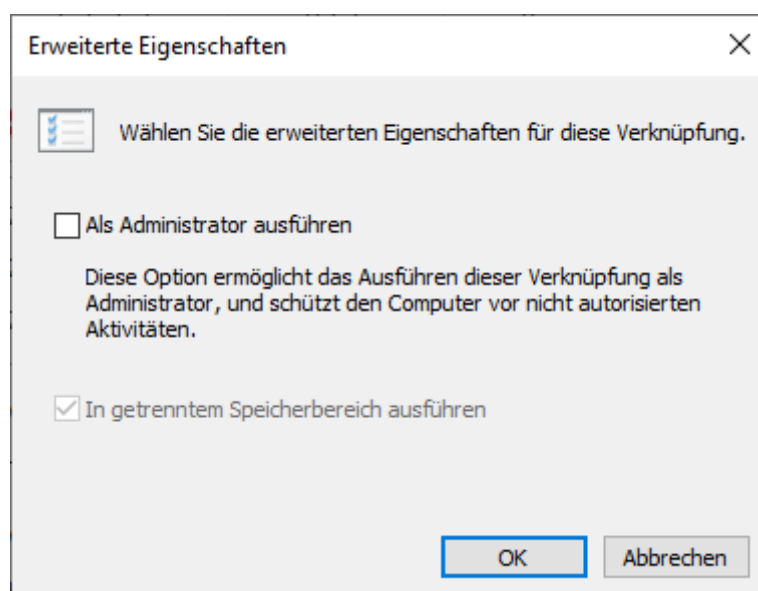 Erweiterte Eigenschaften
Wählen Sie die erweiterten Eigenschaften für diese Verknüpfung.
Als Administrator ausführen
Diese Option ermöglicht das Ausführen dieser Verknüpfung als
Administrator, und schützt den Computer vor nicht autorisierten
Aktivitäten.
In getrenntem Speicherbereich ausführen
OK
Abbrechen